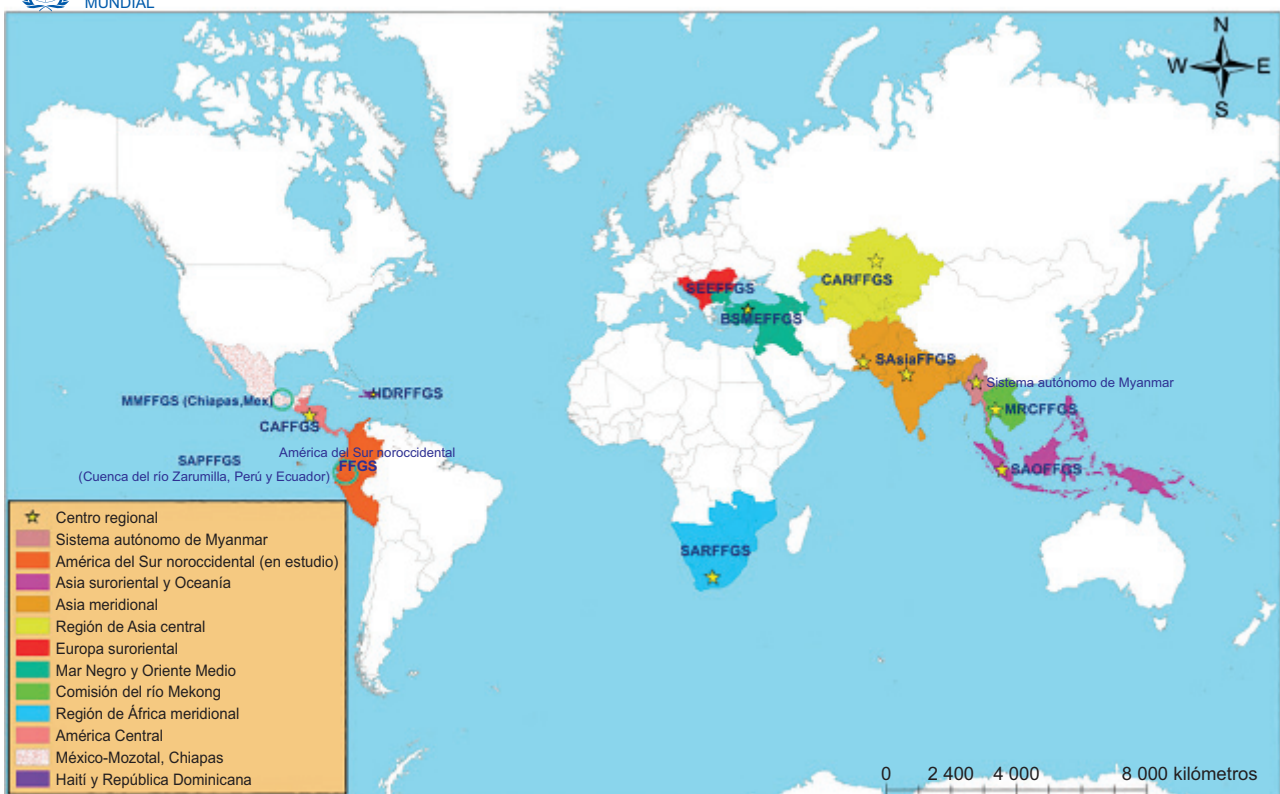 MUNDIAL
N
W E
S
CARFFGS
SEEFFGS
BSMEFFGS
SAsiaFFGS
Sistema autónomo de Myanmar
HDRFFGS
MMFFGS (Chiapas,Mex)
MRCFFGS
CAFFGS
América del Sur noroccidental
FFGS
SAPFFGS
(Cuenca del río Zarumilla, Perú y Ecuador)
SAOFFGS
SARFFGS
Centro regional
Sistema autónomo de Myanmar
América del Sur noroccidental (en estudio)
Asia suroriental y Oceanía
Asia meridional
Región de Asia central
Europa suroriental
Mar Negro y Oriente Medio
Comisión del río Mekong
Región de África meridional
América Central
México-Mozotal, Chiapas
Haití y República Dominicana
0 2 400 4 000 8 000 kilómetros